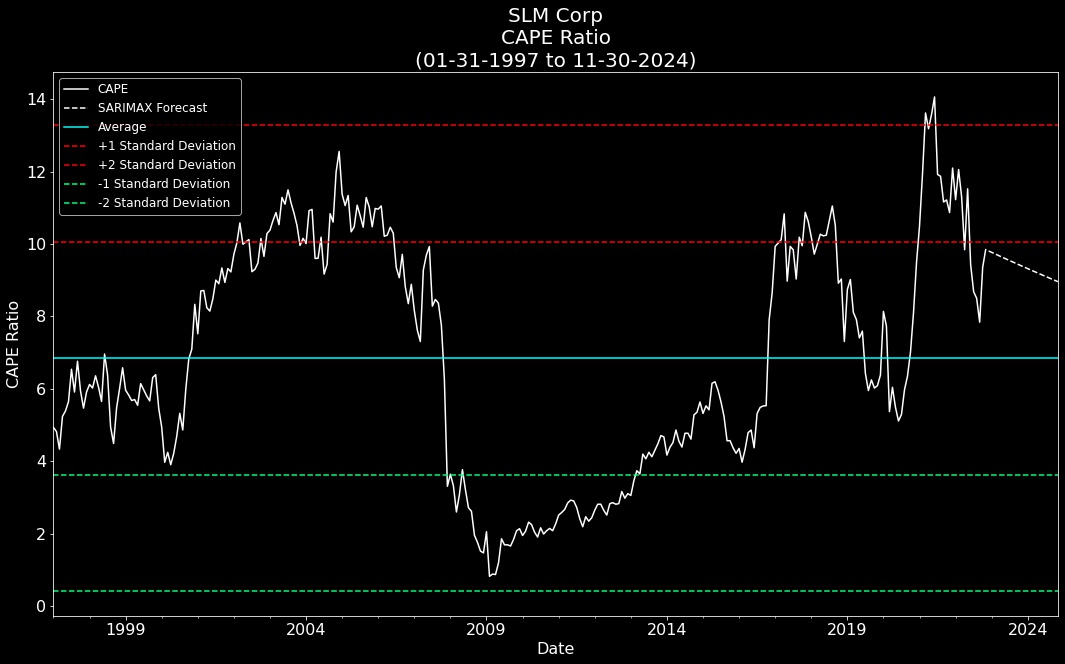 SLM Corp
CAPE Ratio
(01-31-1997 to 11-30-2024)
CAPE
SARIMAX Forecast
Average
+1 Standard Deviation
+2 Standard Deviation
-1 Standard Deviation
-2 Standard Deviation
CAPE Ratio
14
12
10
8
6
4
2
0
1999
2004
2009
2014
2019
2024
Date